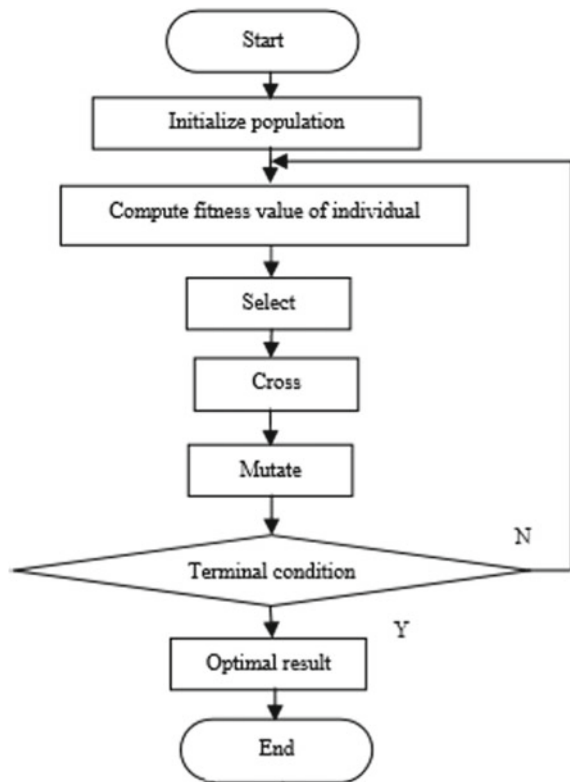 Start
Initialize population
Compute fitness value of individual
Select
Cross
Mutate
N
Terminal condition
Y
Optimal result
End